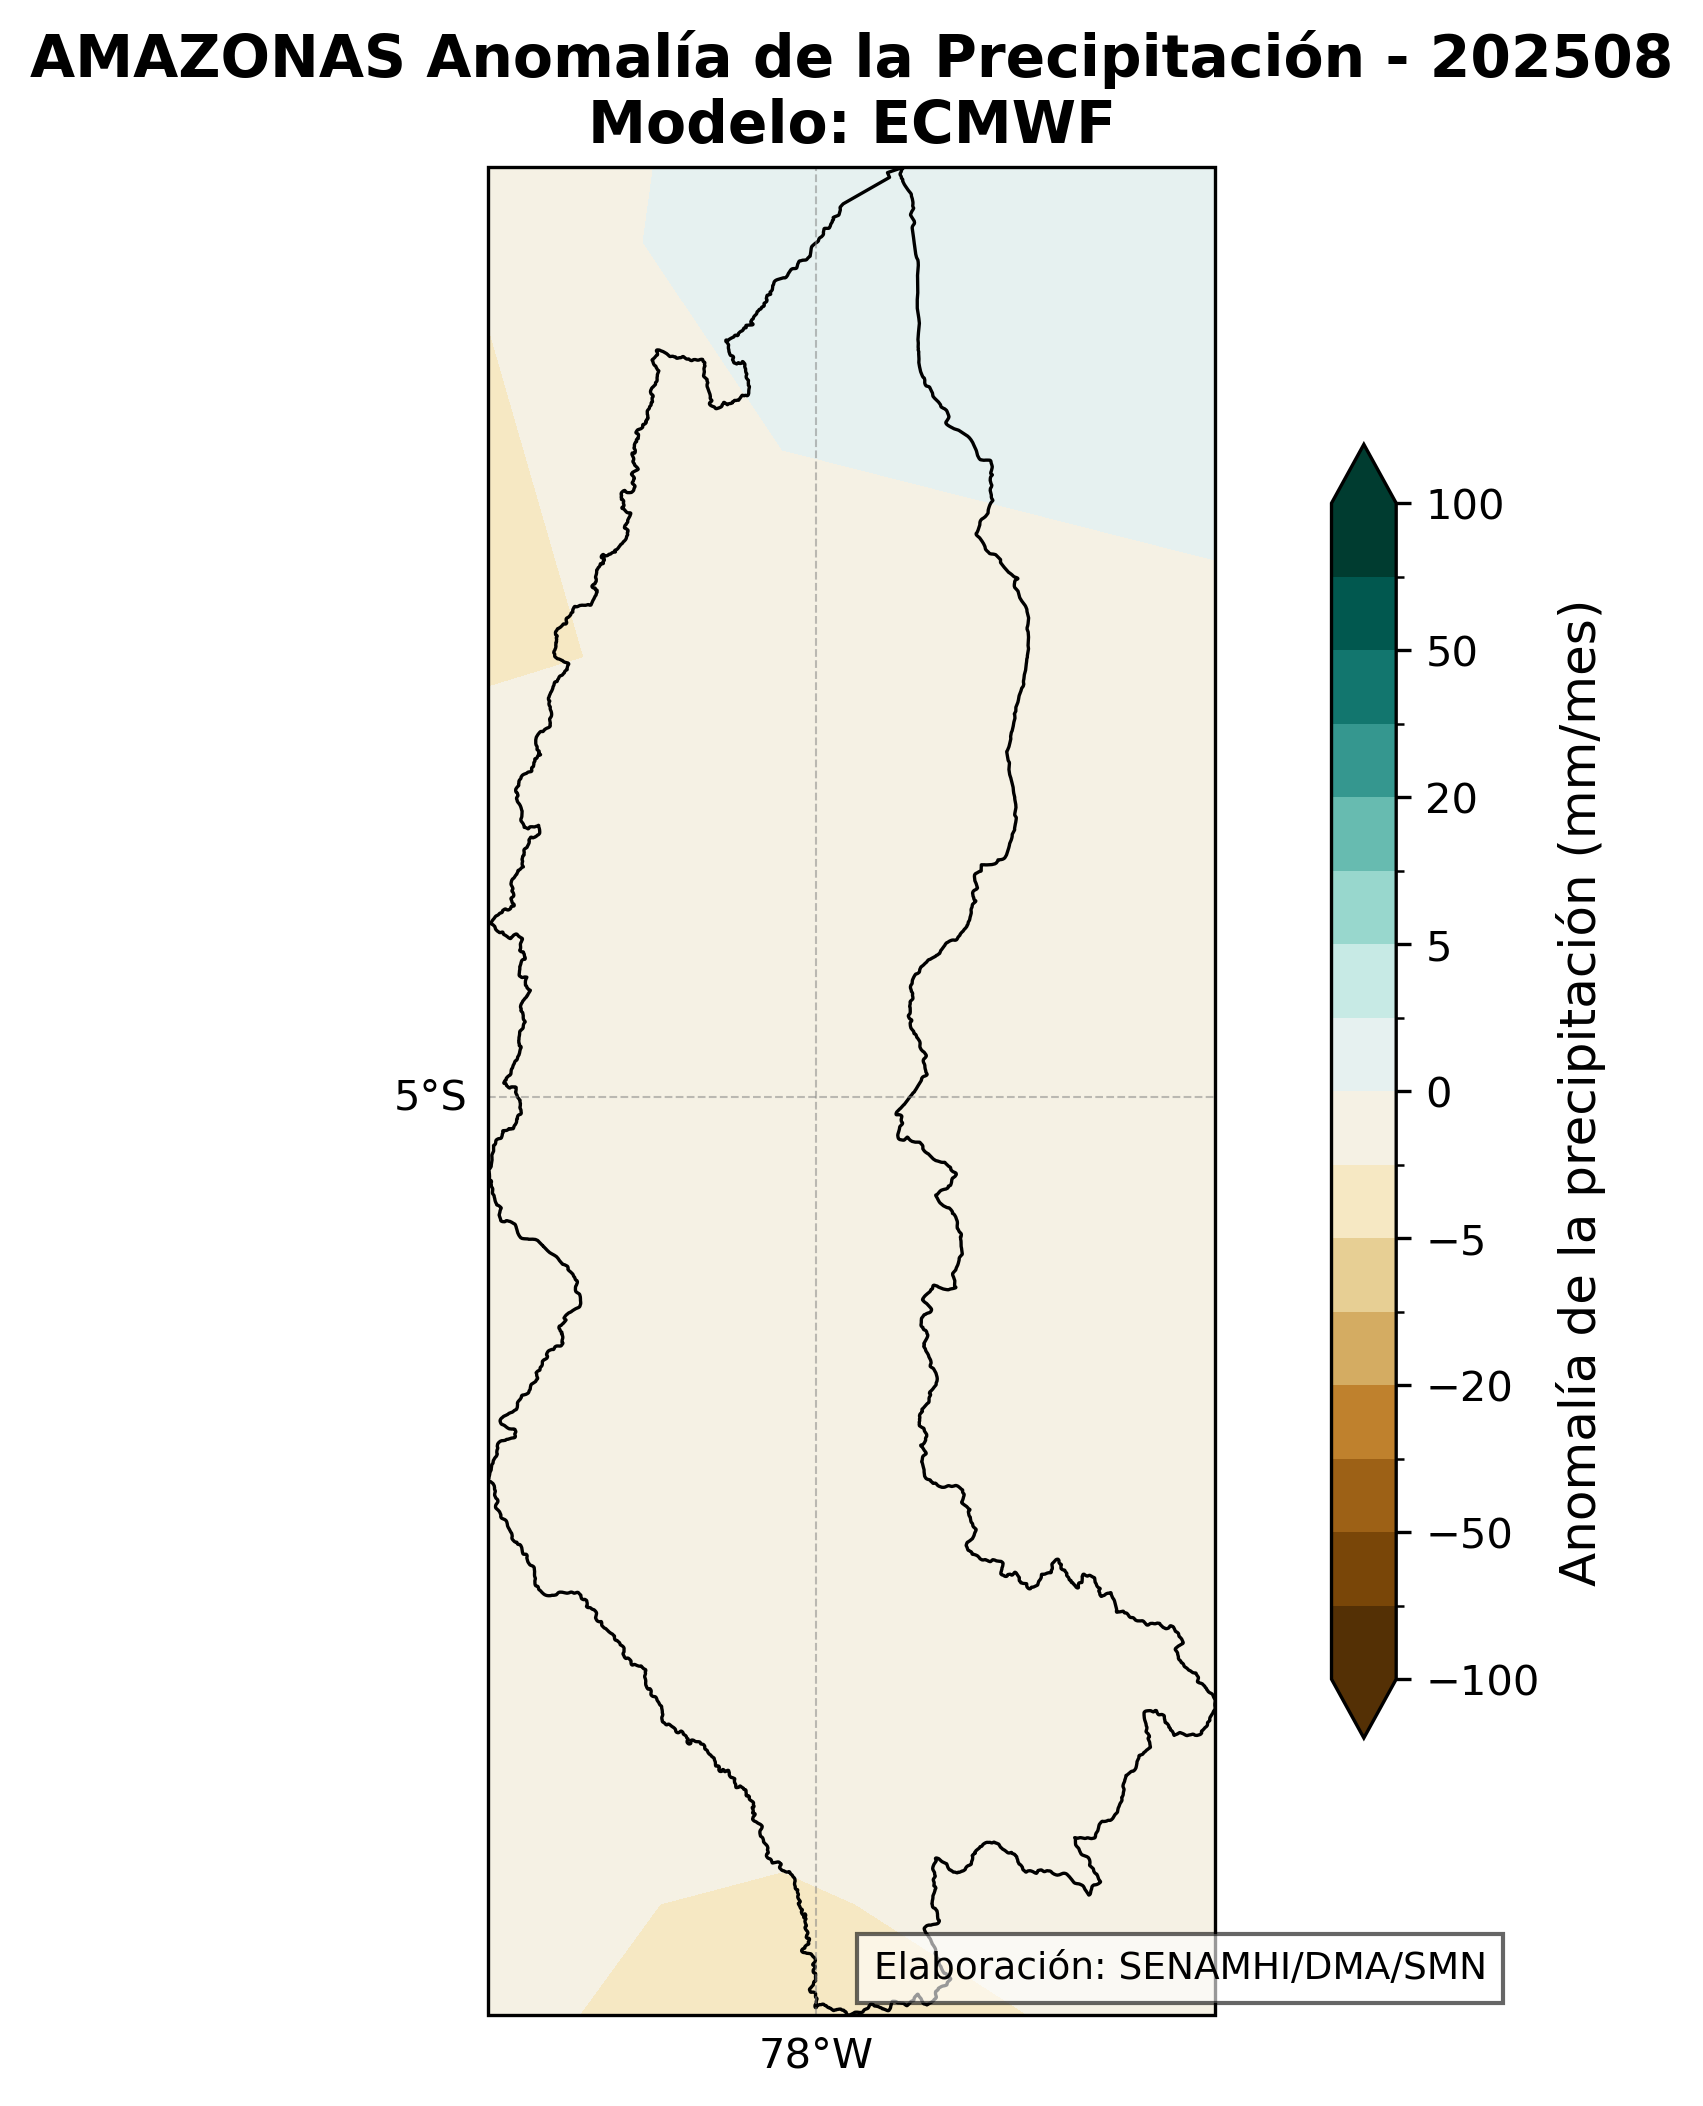 AMAZONAS Anomalía de la Precipitación - 202508
Modelo: ECMWF
5°S
78°W
100
50
20
5
0
−5
−20
−50
−100
Anomalía de la precipitación (mm/mes)
Elaboración: SENAMHI/DMA/SMN